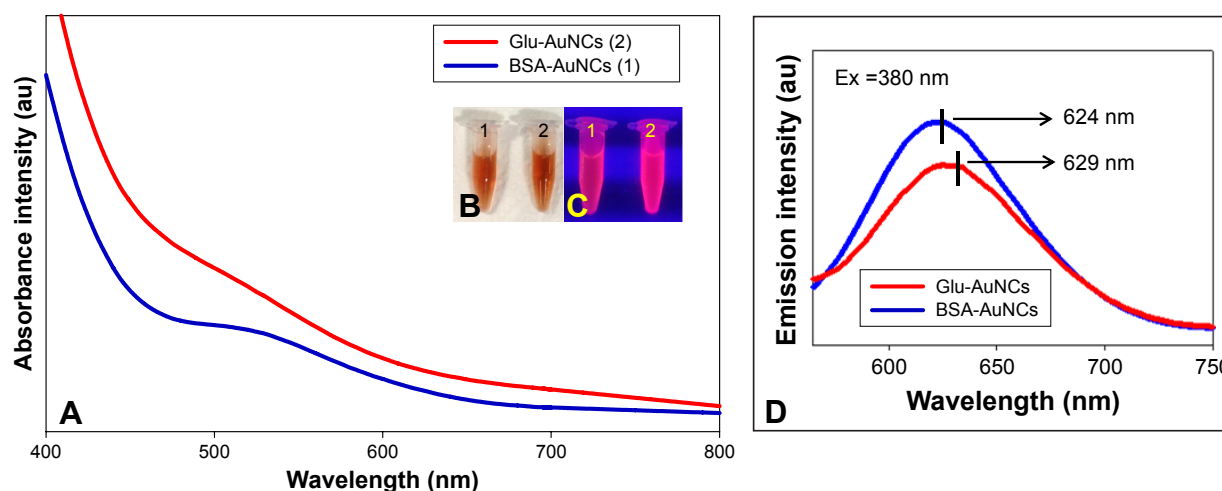 Glu-AuNCs (2)
BSA-AuNCs (1)
1
2
1
2
B
C
A
Absorbance intensity (au)
400
500
600
700
800
Wavelength (nm)
Ex =380 nm
624 nm
629 nm
Glu-AuNCs
BSA-AuNCs
Emission intensity (au)
600
650
700
750
D
Wavelength (nm)